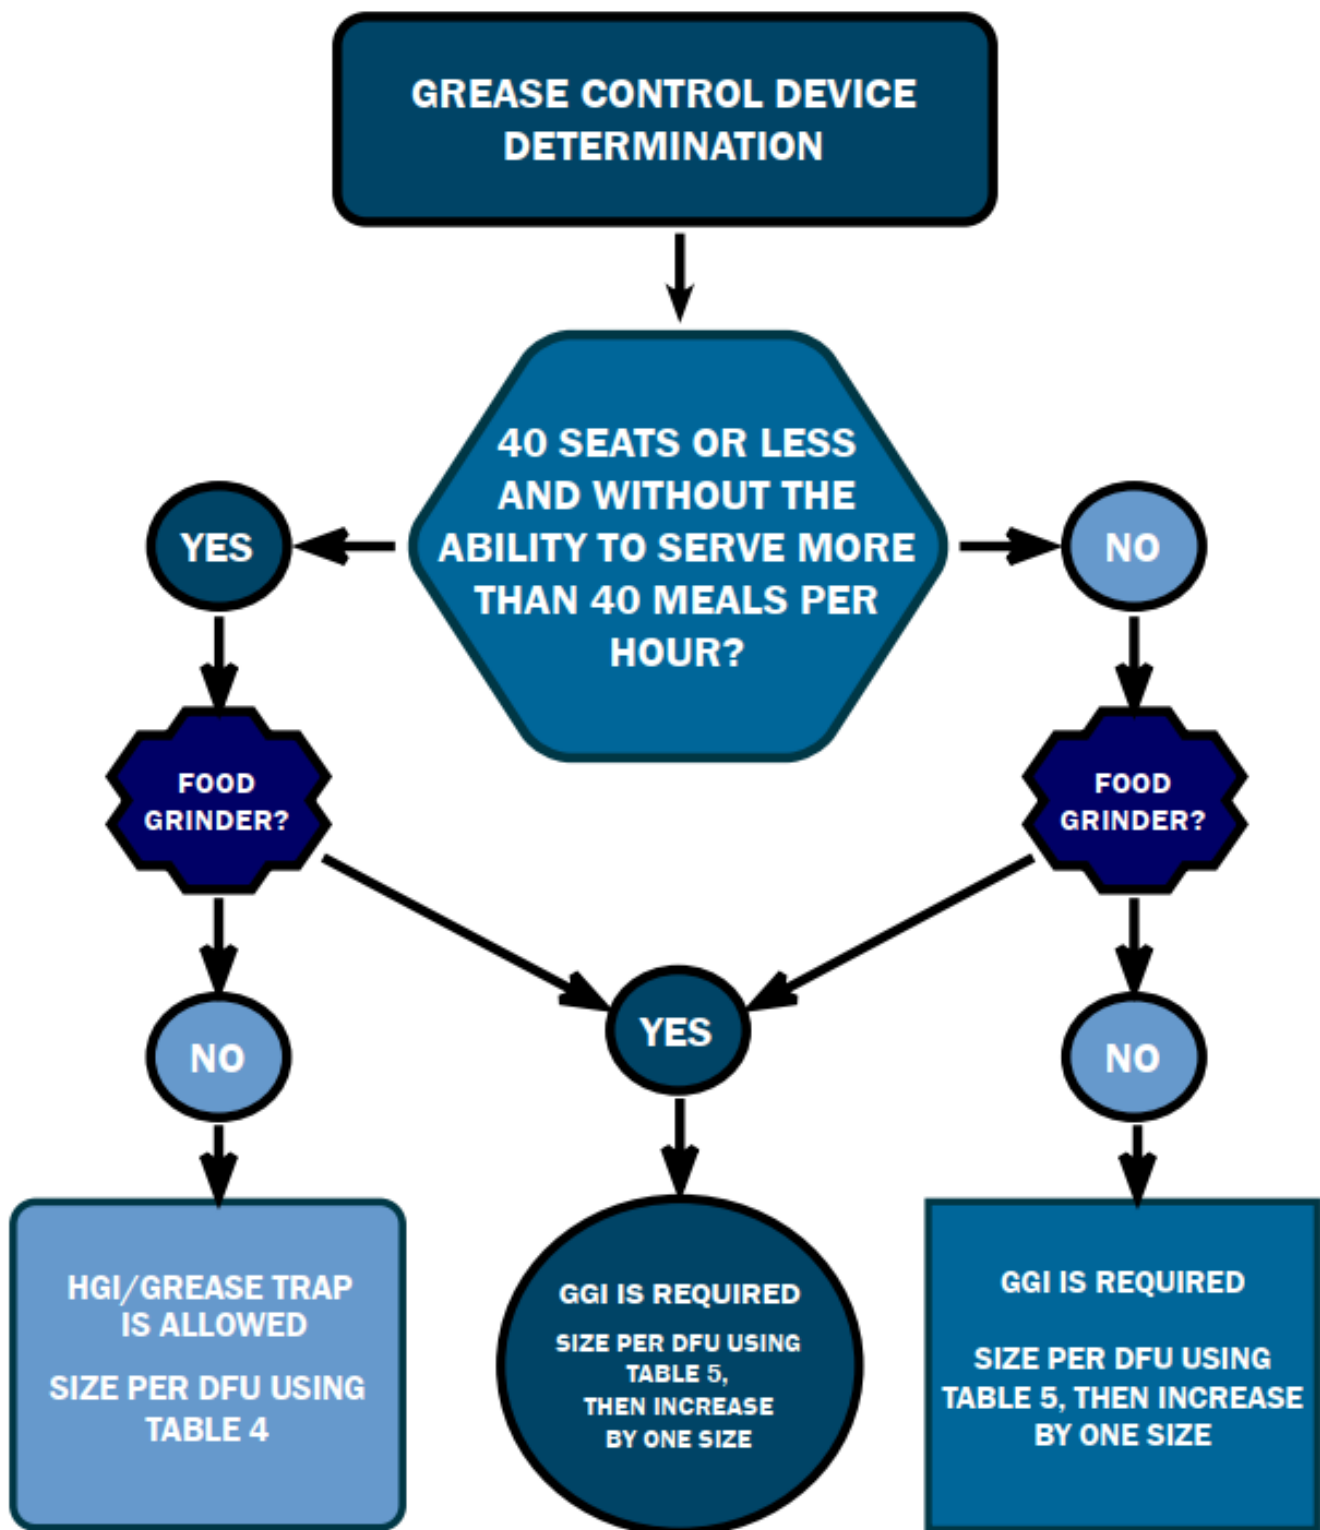 GREASE CONTROL DEVICE
DETERMINATION
40 SEATS OR LESS
AND WITHOUT THE
ABILITY TO SERVE MORE
THAN 40 MEALS PER
HOUR?
YES
NO
FOOD
GRINDER?
FOOD
GRINDER?
NO
YES
NO
HGI/GREASE TRAP
IS ALLOWED
SIZE PER DFU USING
TABLE 4
GGI IS REQUIRED
SIZE PER DFU USING
TABLE 5,
THEN INCREASE
BY ONE SIZE
GGI IS REQUIRED
SIZE PER DFU USING
TABLE 5, THEN INCREASE
BY ONE SIZE